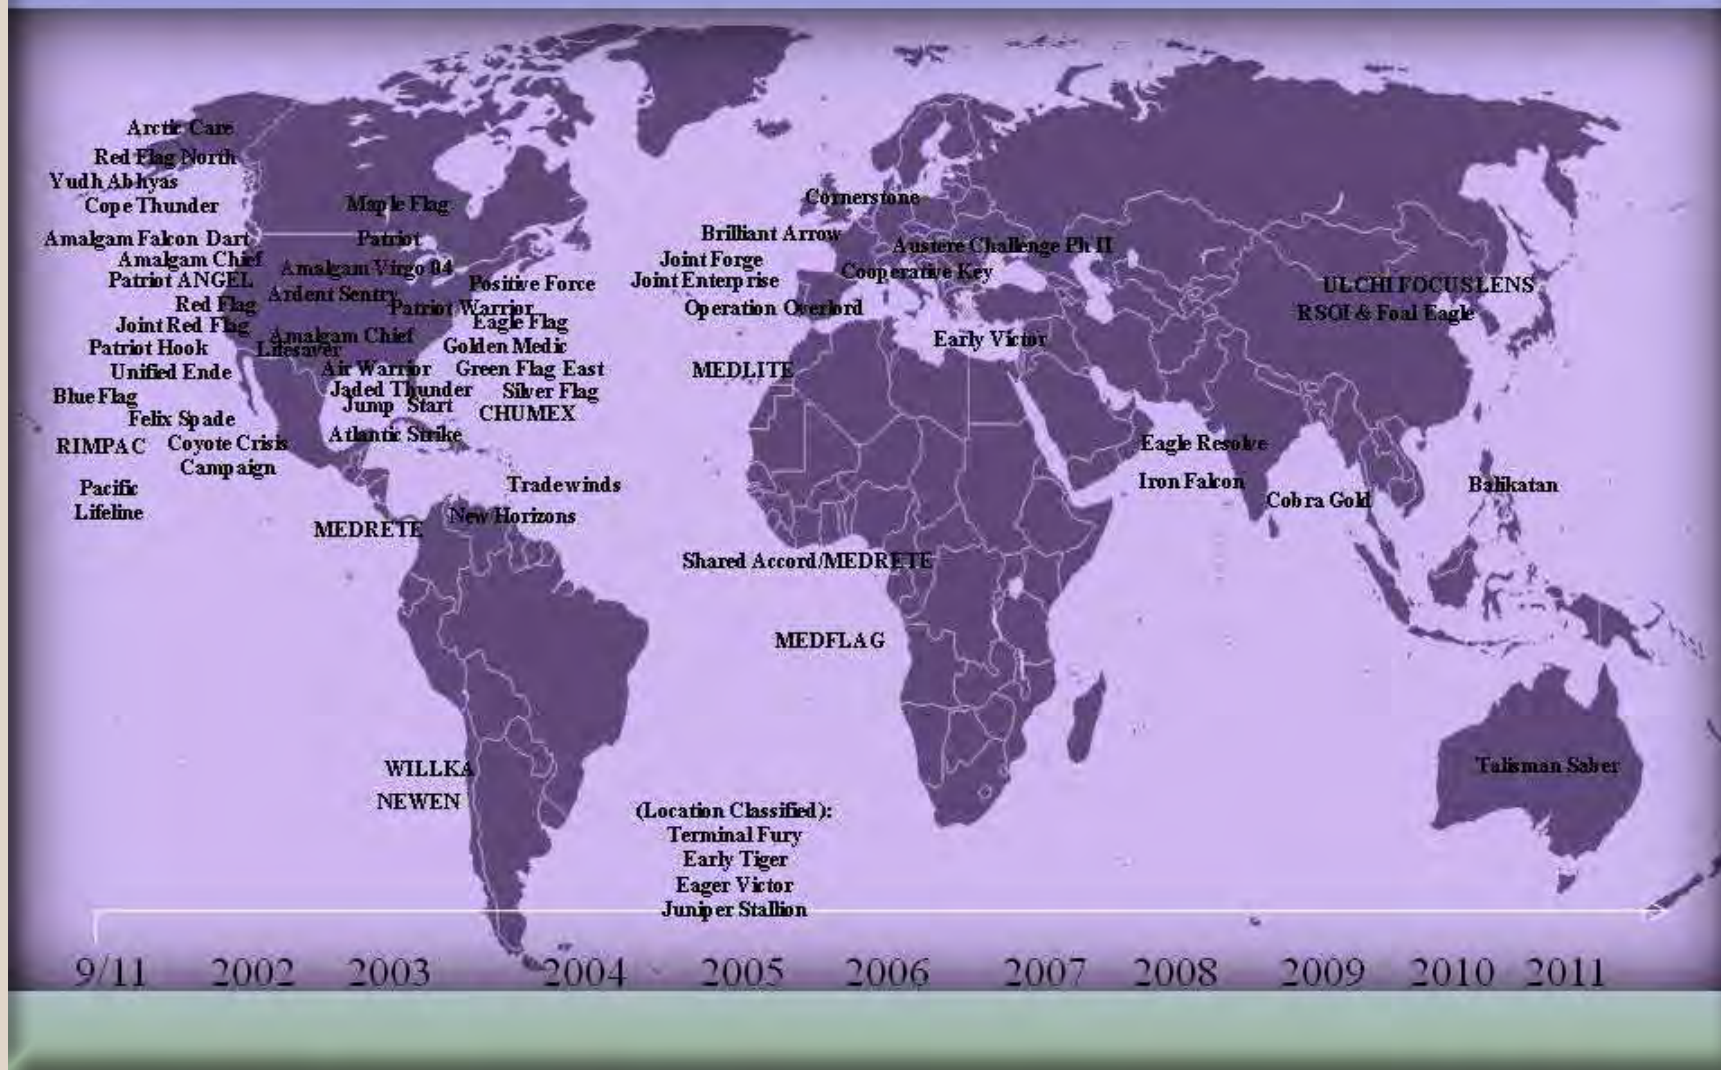 Arctic Care
Red Flag North
Yudh Abhyas
Cope Thunder
Maple Flag
Amalgam Falcon Dart
Patriot
Amalgam Chief
Amalgam Virgo 04
Patriot ANGEL
Positive Force
Ardent Sentry
Red Flag
Patriot Warrior
Joint Red Flag
Eagle Flag
Amalgam Chief
Patriot Hook
Lifesaver
Golden Medic
Unified Ende
Air Warrior
Green Flag East
Blue Flag
Jaded Thunder
Silver Flag
Jump Start
CHUMEX
Felix Spade
Atlantic Strike
RIMPAC
Coyote Crisis
Campaign
Pacific
Lifeline
Tradewinds
New Horizons
MEDRETE
WILLKA
NEWEN
Cornerstone
Brilliant Arrow
Austere Challenge Ph II
Joint Forge
Cooperative Key
Joint Enterprise
Operation Overlord
Early Victor
MEDLITE
Shared Accord/MEDRETE
MEDFLAG
ULCHI FOCUS LENS
RSOI & Foal Eagle
Eagle Resolve
Iron Falcon
Cobra Gold
Balikatan
Talisman Saber
(Location Classified):
Terminal Fury
Early Tiger
Eager Victor
Juniper Stallion
9/11 2002 2003 2004 2005 2006 2007 2008 2009 2010 2011